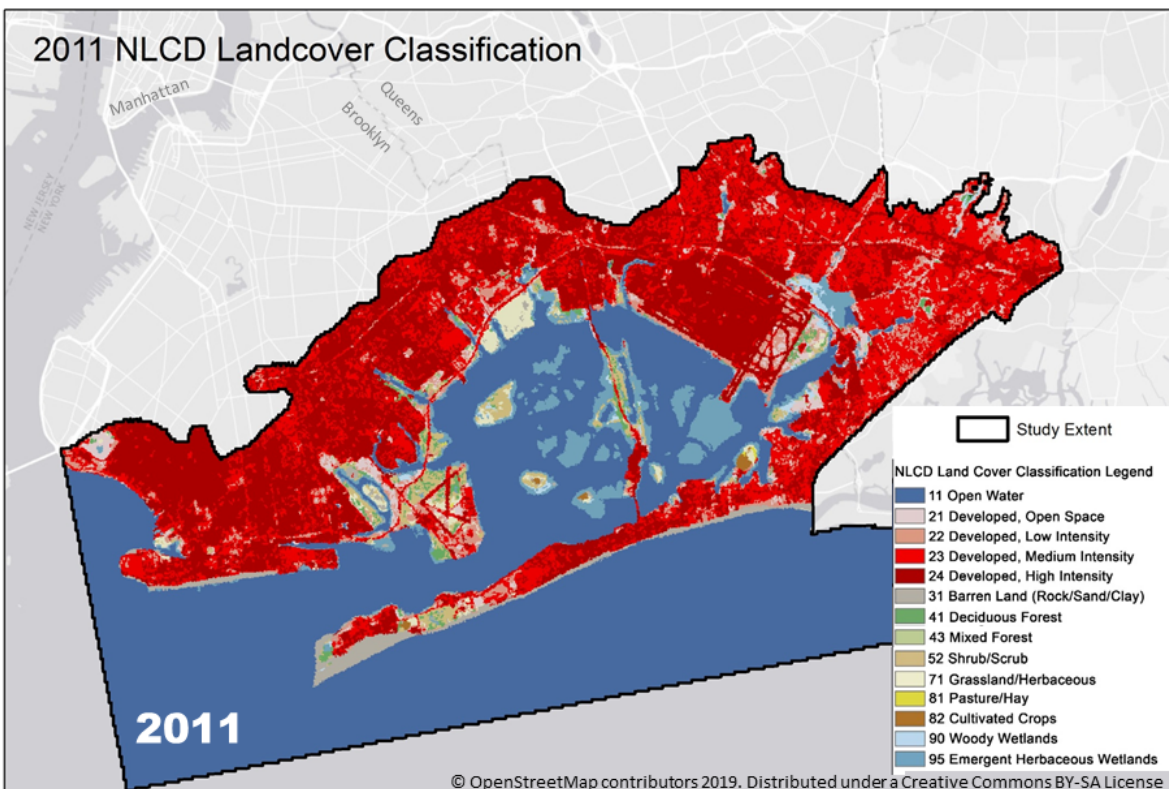 2011 NLCD Landcover Classification
Manhattan
Queens
Brooklyn
NEW JERSEY
NEW YORK
Study Extent
NLCD Land Cover Classification Legend
11 Open Water
21 Developed, Open Space
22 Developed, Low Intensity
23 Developed, Medium Intensity
24 Developed, High Intensity
31 Barren Land (Rock/Sand/Clay)
41 Deciduous Forest
43 Mixed Forest
52 Shrub/Scrub
71 Grassland/Herbaceous
81 Pasture/Hay
82 Cultivated Crops
90 Woody Wetlands
95 Emergent Herbaceous Wetlands
2011
© OpenStreetMap contributors 2019. Distributed under a Creative Commons BY-SA License